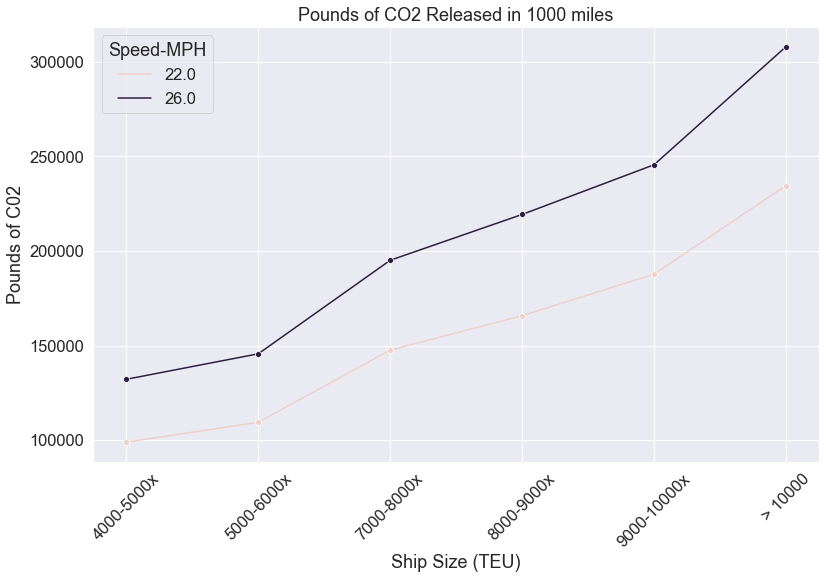 Pounds of CO2 Released in 1000 miles
Speed-MPH
22.0
26.0
300000
250000
200000
150000
100000
Pounds of C02
4000-5000x
5000-6000x
7000-8000x
8000-9000x
9000-10000x
> 10000
Ship Size (TEU)